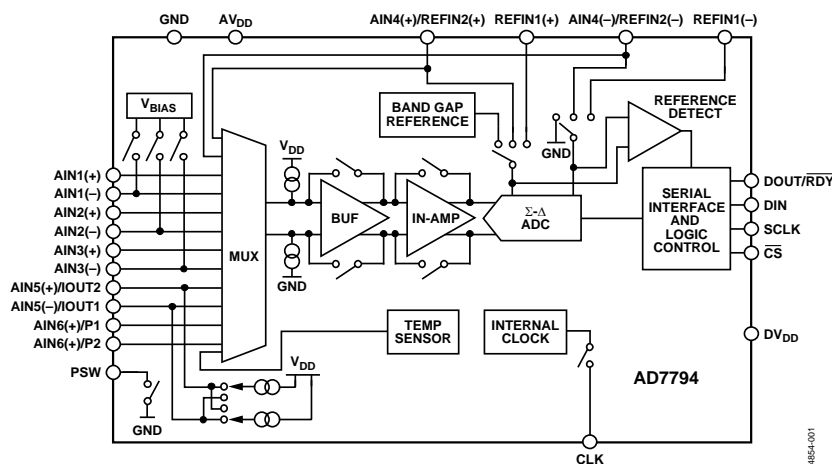 GND
AVDD
AIN4(+)/REFIN2(+)
REFIN1(+)
AIN4(–)/REFIN2(–)
REFIN1(–)
VBIAS
BAND GAP
REFERENCE
GND
REFERENCE
DETECT
VDD
AIN1(+)
AIN1(–)
AIN2(+)
AIN2(–)
AIN3(+)
AIN3(–)
AIN5(+)/IOUT2
AIN5(–)/IOUT1
AIN6(+)/P1
AIN6(+)/P2
MUX
BUF
IN-AMP
Σ-Δ
ADC
SERIAL
INTERFACE
AND
LOGIC
CONTROL
DOUT/RDY
DIN
SCLK
CS
GND
TEMP
SENSOR
INTERNAL
CLOCK
DVDD
VDD
PSW
GND
AD7794
CLK
4854-001